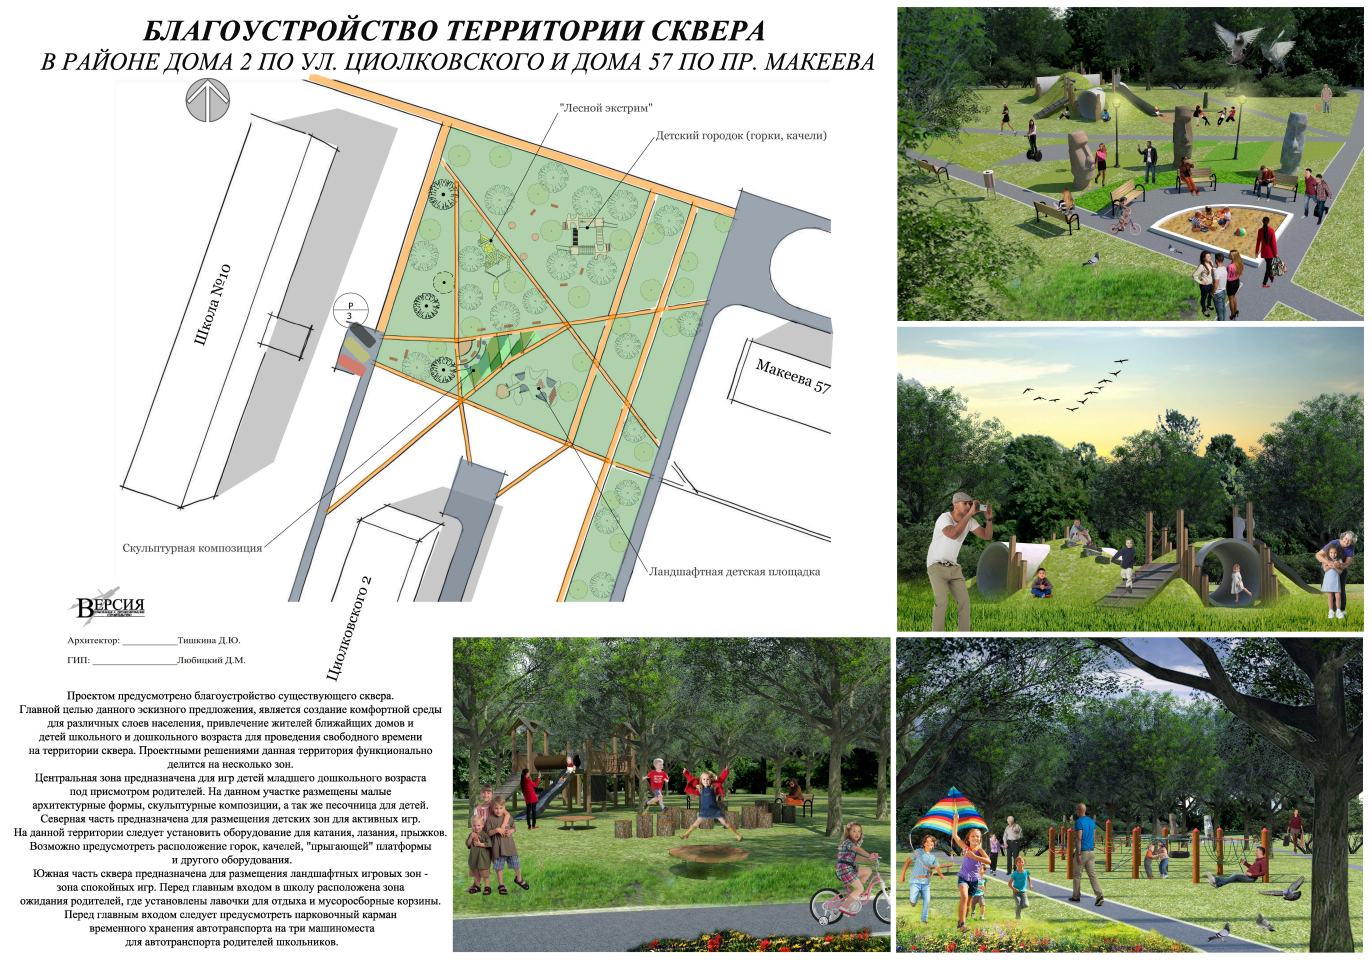 БЛАГОУСТРОЙСТВО ТЕРРИТОРИИ СКВЕРА
В РАЙОНЕ ДОМА 2 ПО УЛ. ЦИОЛКОВСКОГО И ДОМА 57 ПО ПР. МАКЕЕВА
"Лесной экстрим"
Детский городок (горки, качели)
Школа №10
Р
3
Макеева 57
Скульптурная композиция
Ландшафтная детская площадка
Циолковского 2
ВЕРСИЯ
Архитектор: ____________Тишкина Д.Ю.
ГИП: __________________Любицкий Д.М.
Проектом предусмотрено благоустройство существующего сквера.
Главной целью данного эскизного предложения, является создание комфортной среды
для различных слоев населения, привлечение жителей ближайщих домов и
детей школьного и дошкольного возраста для проведения свободного времени
на территории сквера. Проектными решениями данная территория функционально
делится на несколько зон.
Центральная зона предназначена для игр детей младшего дошкольного возраста
под присмотром родителей. На данном участке размещены малые
архитектурные формы, скульптурные композиции, а так же песочница для детей.
Северная часть предназначена для размещения детских зон для активных игр.
На данной территории следует установить оборудование для катания, лазания, прыжков.
Возможно предусмотреть расположение горок, качелей, "прыгающей" платформы
и другого оборудования.
Южная часть сквера предназначена для размещения ландшафтных игровых зон -
зона спокойных игр. Перед главным входом в школу расположена зона
ожидания родителей, где установлены лавочки для отдыха и мусоросборные корзины.
Перед главным входом следует предусмотреть парковочный карман
временного хранения автотранспорта на три машиноместа
для автотранспорта родителей школьников.